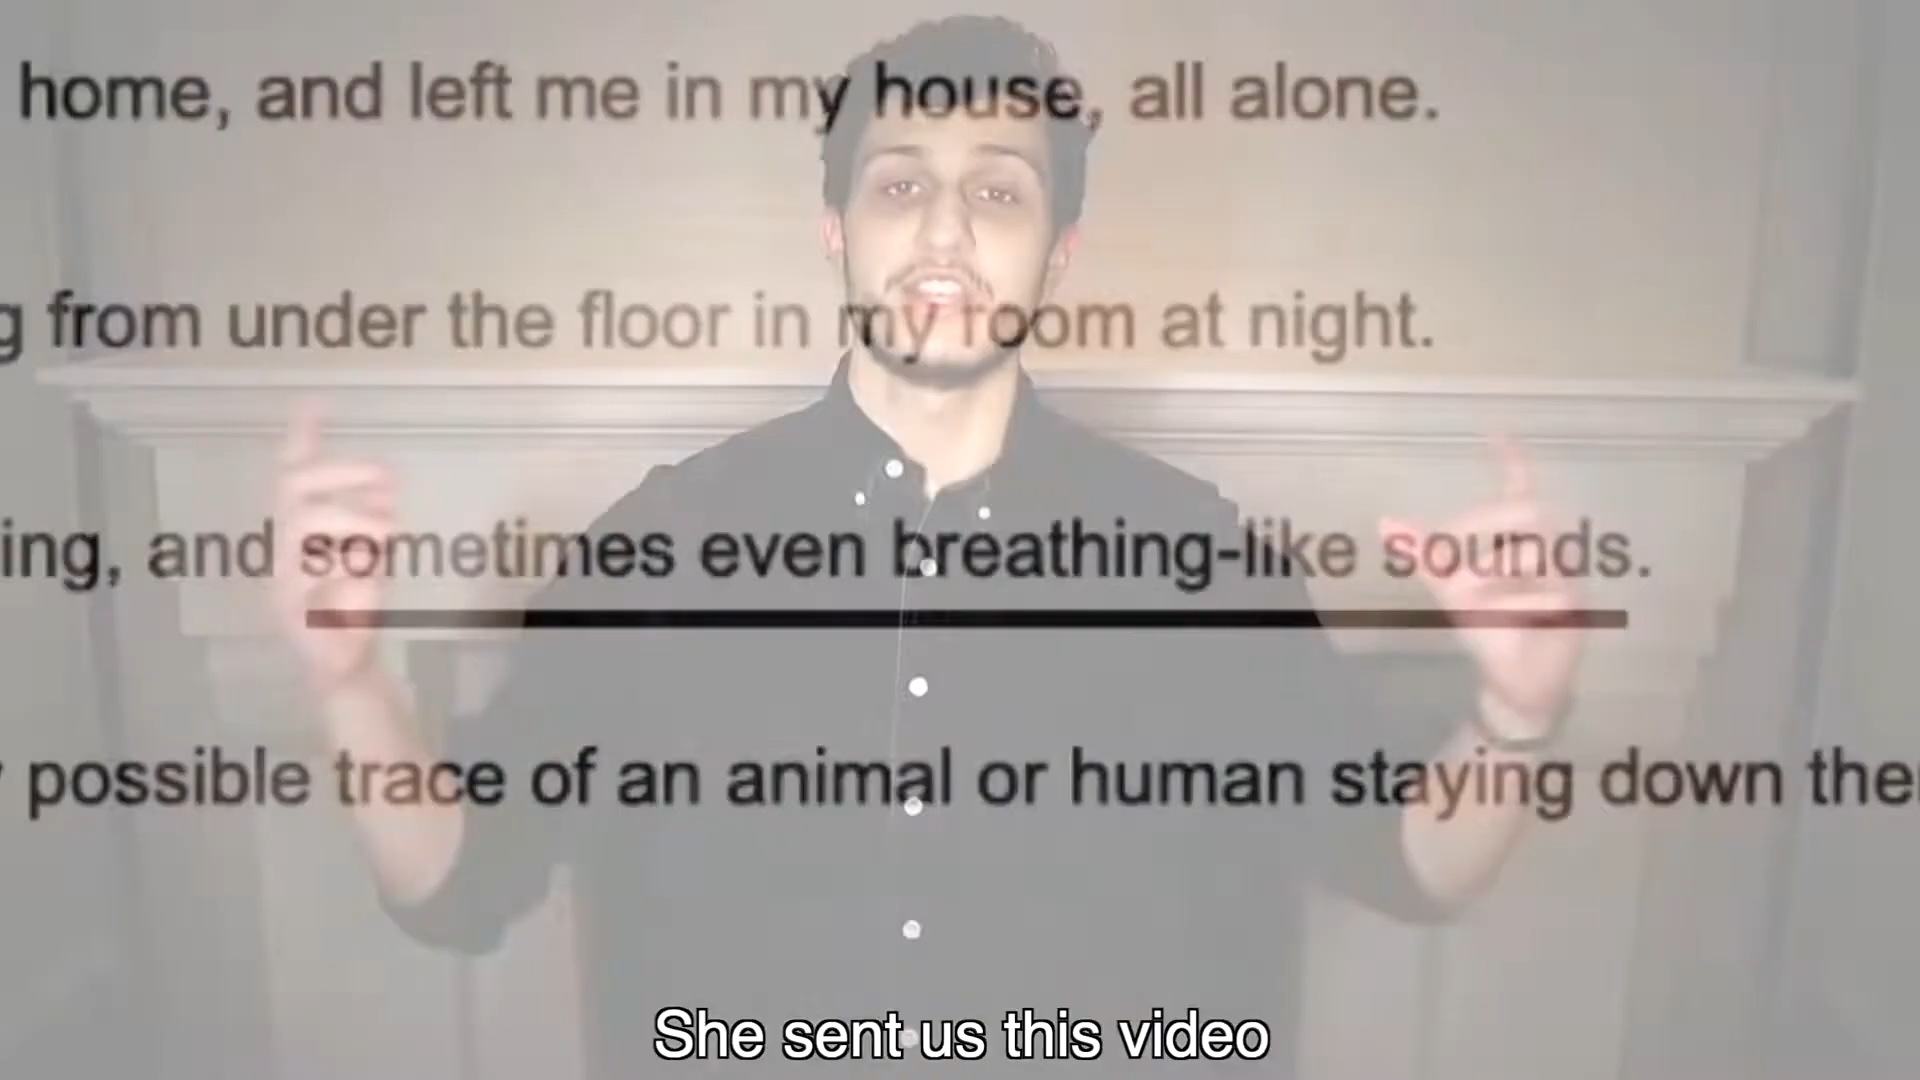 home, and left me in my house, all alone.
g from under the floor in my room at night.
ing, and sometimes even breathing-like sounds.
possible trace of an animal or human staying down the
She sent us this video